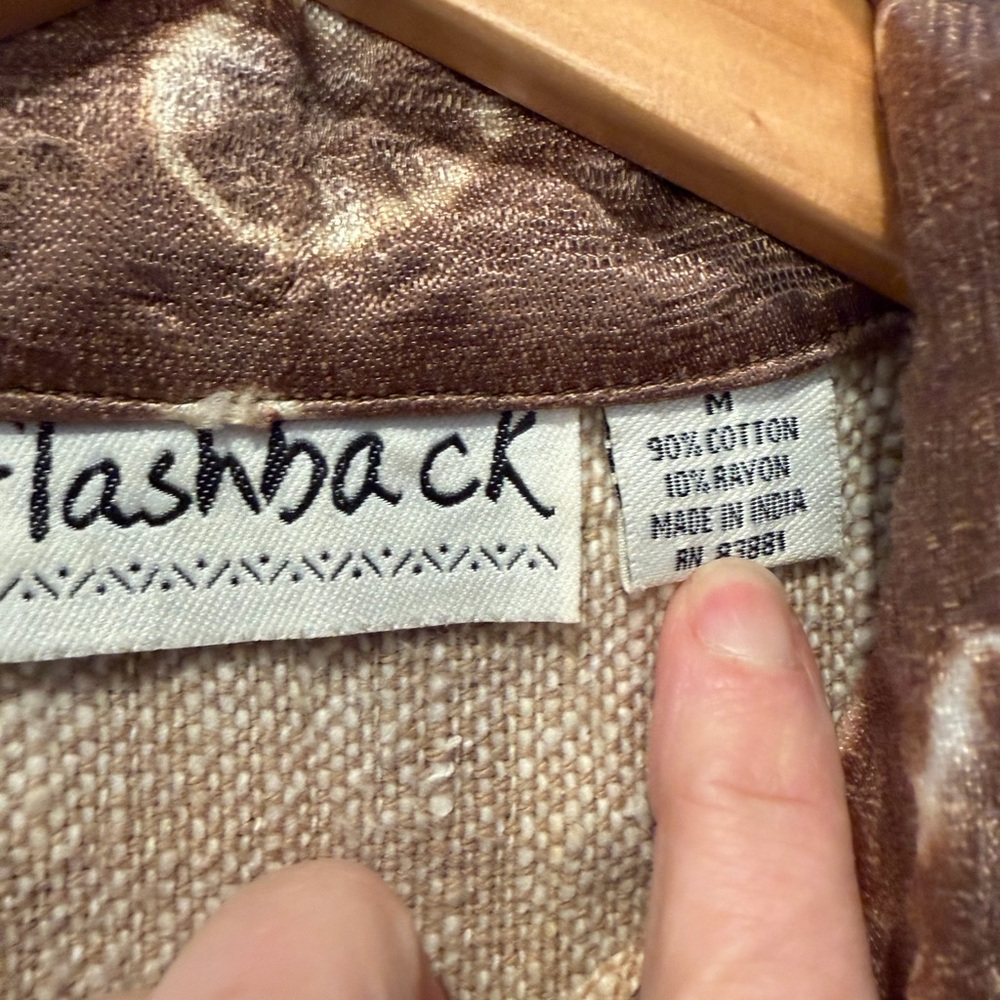 Flashback
M
90% COTTON
10% RAYON
MADE IN INDIA
RN